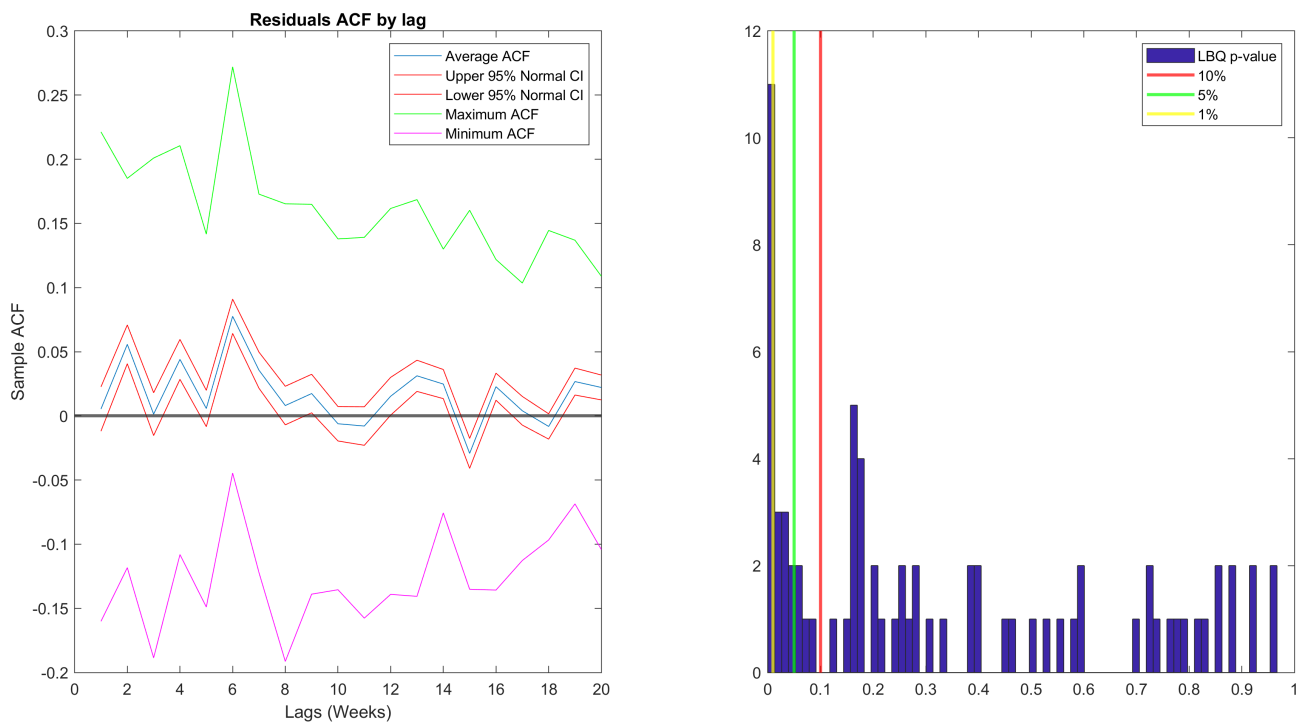 Residuals ACF by lag
0.3
0.25
0.2
0.15
0.1
0.05
0
-0.05
-0.1
-0.15
-0.2
Sample ACF
Average ACF
Upper 95% Normal CI
Lower 95% Normal CI
Maximum ACF
Minimum ACF
0 2 4 6 8 10 12 14 16 18 20
Lags (Weeks)
12
10
8
6
4
2
0
LBQ p-value
10%
5%
1%
0 0.1 0.2 0.3 0.4 0.5 0.6 0.7 0.8 0.9 1